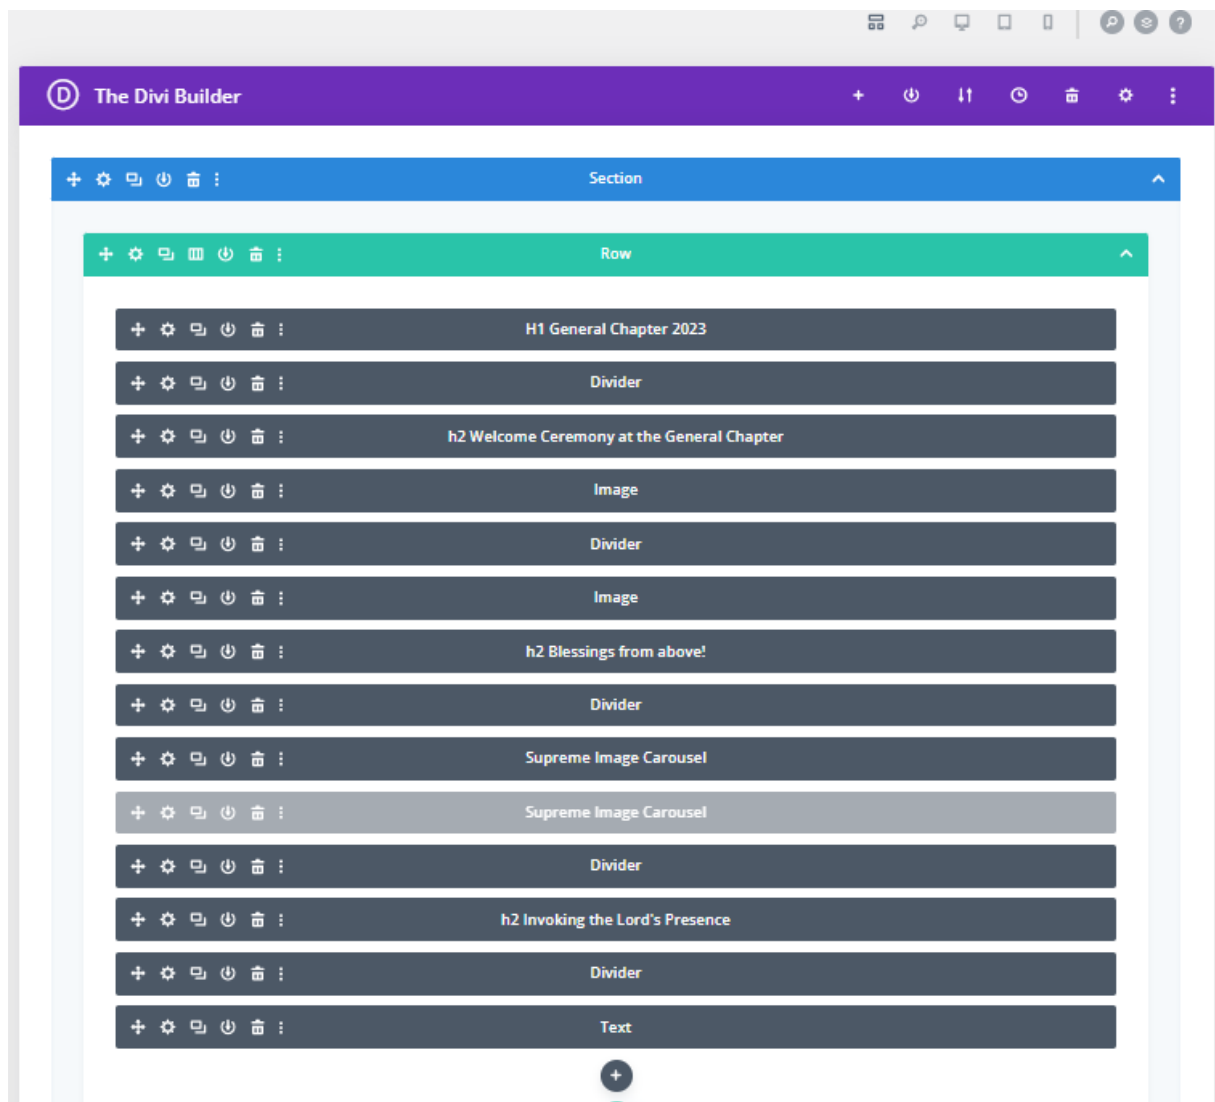 D The Divi Builder
Section
Row
H1 General Chapter 2023
Divider
h2 Welcome Ceremony at the General Chapter
Image
Divider
Image
h2 Blessings from above!
Divider
Supreme Image Carousel
Supreme Image Carousel
Divider
h2 Invoking the Lord's Presence
Divider
Text